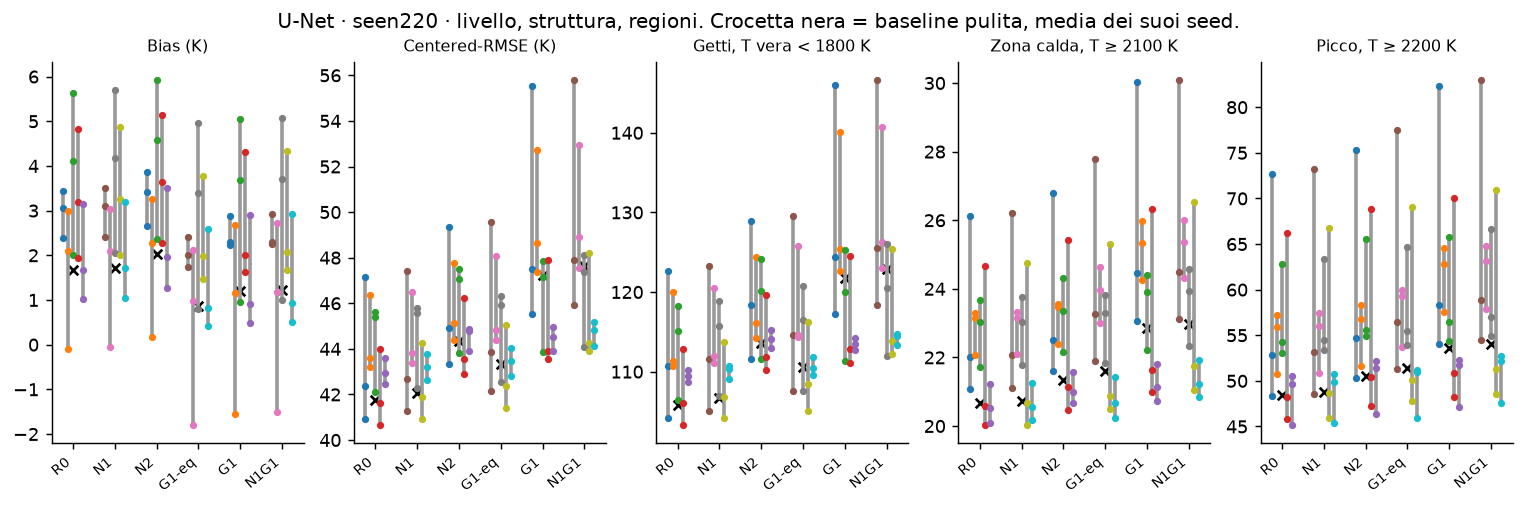 U-Net · seen220 · livello, struttura, regioni. Crocetta nera = baseline pulita, media dei suoi seed.
Bias (K)
6
5
4
3
2
1
0
−1
−2
R0
N1
N2
G1-eq
G1
N1G1
Centered-RMSE (K)
56
54
52
50
48
46
44
42
40
R0
N1
N2
G1-eq
G1
N1G1
Getti, T vera < 1800 K
140
130
120
110
R0
N1
N2
G1-eq
G1
N1G1
Zona calda, T ≥ 2100 K
30
28
26
24
22
20
R0
N1
N2
G1-eq
G1
N1G1
Picco, T ≥ 2200 K
80
75
70
65
60
55
50
45
R0
N1
N2
G1-eq
G1
N1G1